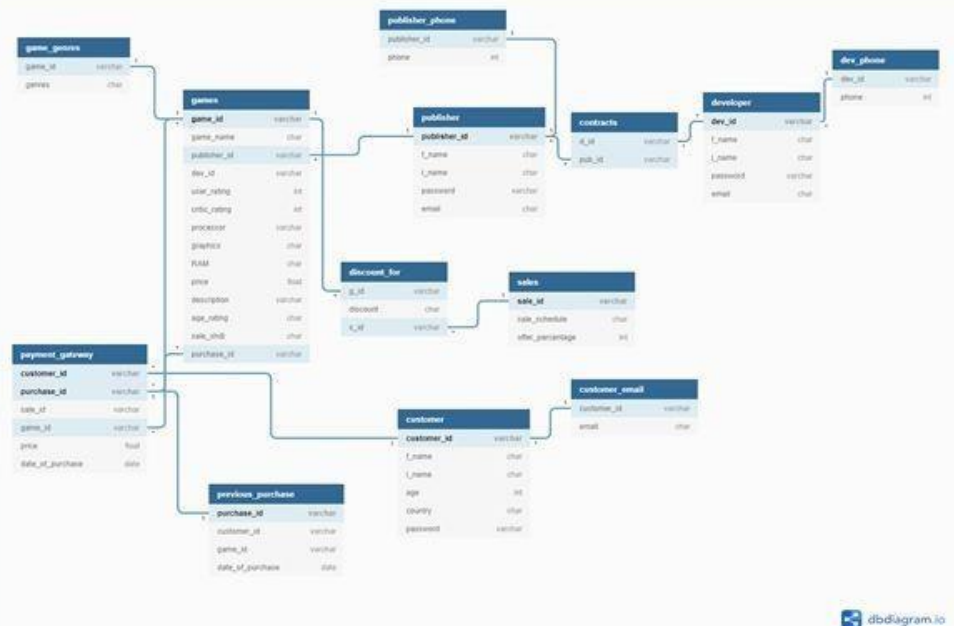 publisher_phone
publisher_id varchar
phone int
game_genres
game_id varchar
genres char
dev_phone
dev_id varchar
phone int
games
game_id varchar
game_name char
publisher_id varchar
dev_id varchar
user_rating int
critic_rating int
processor varchar
graphics char
RAM char
price float
description varchar
age_rating char
char
purchase_id varchar
publisher
publisher_id varchar
f_name char
l_name char
password varchar
email char
contracts
d_id varchar
pub_id varchar
developer
dev_id varchar
f_name char
l_name char
password varchar
email char
discount_for
g_id varchar
discount char
s_id varchar
sales
sale_id varchar
sale_schedule char
offer_percentage int
payment_gateway
customer_id varchar
purchase_id varchar
sale_id varchar
game_id varchar
price float
date_of_purchase date
customer_email
customer_id varchar
email char
customer
customer_id varchar
f_name char
l_name char
age int
country char
password varchar
previous_purchase
purchase_id varchar
customer_id varchar
game_id varchar
date_of_purchase date
dbdiagram.io